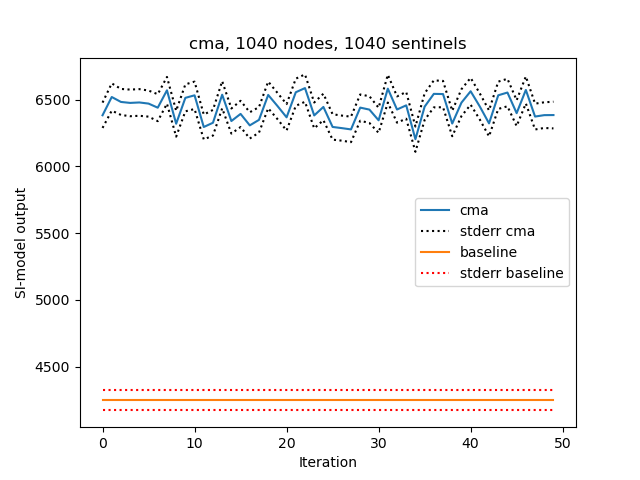 cma, 1040 nodes, 1040 sentinels
6500
6000
5500
5000
4500
SI-model output
cma
stderr cma
baseline
stderr baseline
0 10 20 30 40 50
Iteration